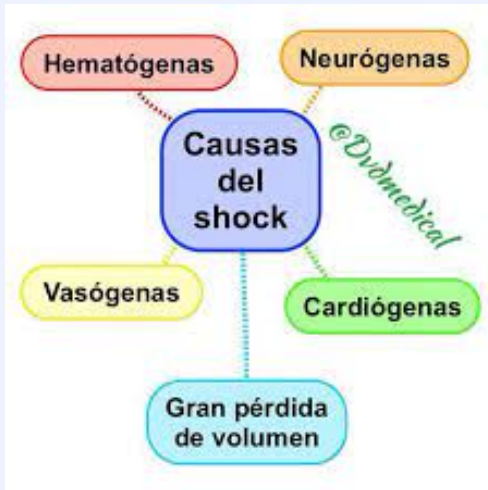 Hematógenas
Neurógenas
Causas
del
shock
@Dvdmedical
Vasógenas
Cardiógenas
Gran pérdida
de volumen